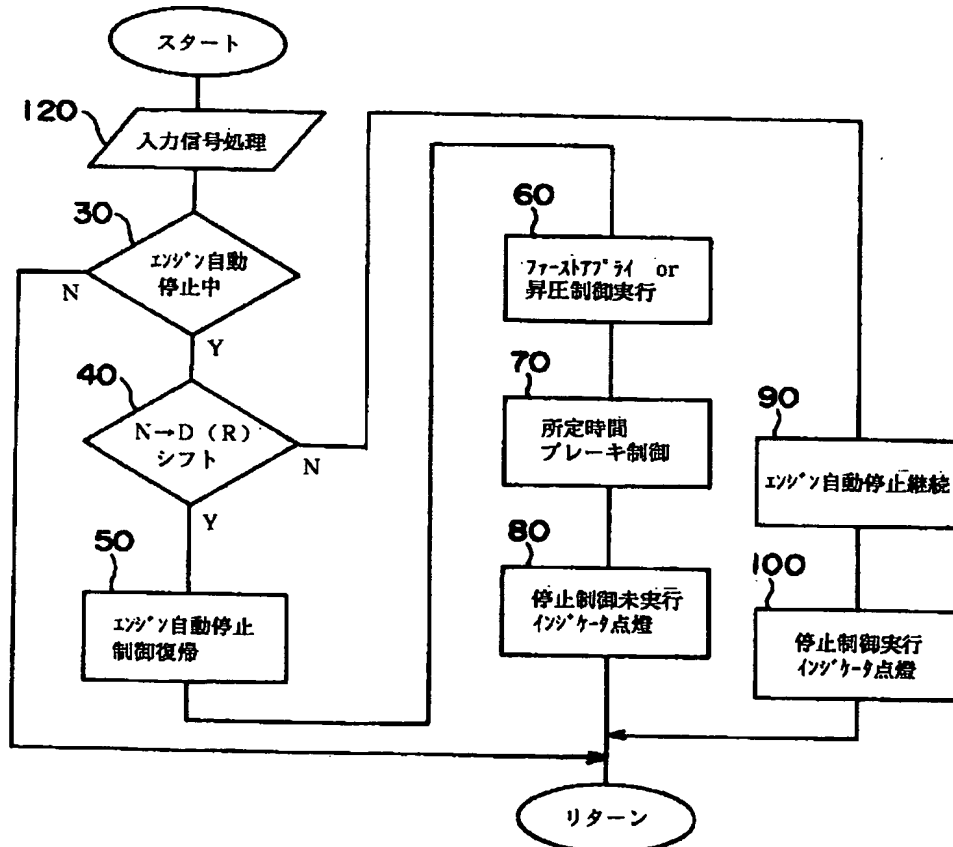 スタート
120
入力信号処理
30
エンジン自動
停止中
N
Y
40
N→D (R)
シフト
N
Y
50
エンジン自動停止
制御復帰
60
ファーストアプライ or
昇圧制御実行
70
所定時間
ブレーキ制御
80
停止制御未実行
インジケータ点燈
90
エンジン自動停止継続
100
停止制御実行
インジケータ点燈
リターン